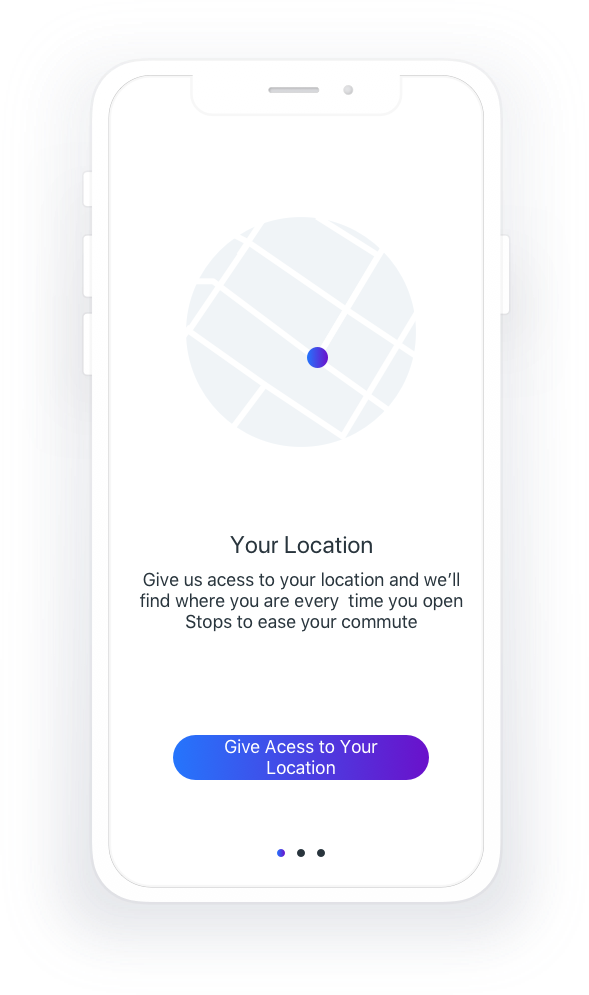 Your Location
Give us acess to your location and we’ll
find where you are every  time you open
Stops to ease your commute
Give Acess to Your
Location